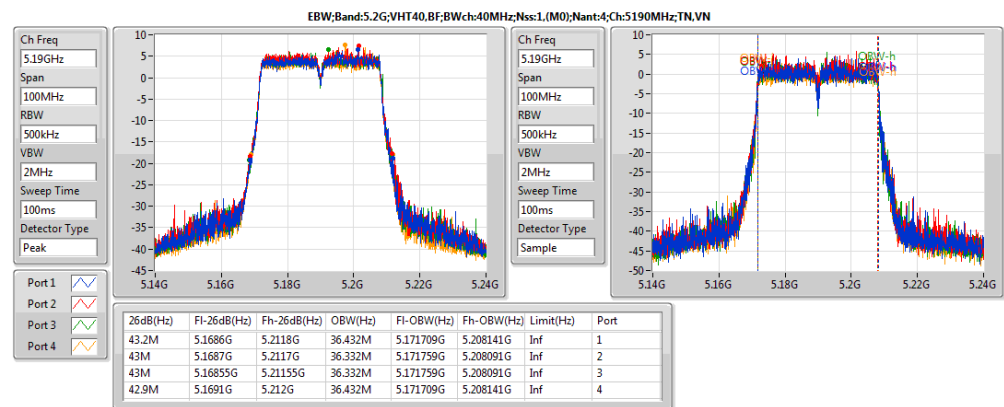 EBW;Band:5.2G;VHT40,BF;BWch:40MHz;Nss:1,(M0);Nant:4;Ch:5190MHz;TN,VN
Ch Freq
5.19GHz
Span
100MHz
RBW
500kHz
VBW
2MHz
Sweep Time
100ms
Detector Type
Peak
10
5
0
-5
-10
-15
-20
-25
-30
-35
-40
-45
5.14G 5.16G 5.18G 5.2G 5.22G 5.24G
Ch Freq
5.19GHz
Span
100MHz
RBW
500kHz
VBW
2MHz
Sweep Time
100ms
Detector Type
Sample
10
5
0
-5
-10
-15
-20
-25
-30
-35
-40
-45
-50
OBW-h
5.14G 5.16G 5.18G 5.2G 5.22G 5.24G
Port 1
Port 2
Port 3
Port 4
26dB(Hz) Fl-26dB(Hz) Fh-26dB(Hz) OBW(Hz) Fl-OBW(Hz) Fh-OBW(Hz) Limit(Hz) Port
43.2M 5.1686G 5.2118G 36.432M 5.171709G 5.208141G Inf 1
43M 5.1687G 5.2117G 36.332M 5.171759G 5.208091G Inf 2
43M 5.16855G 5.21155G 36.332M 5.171759G 5.208091G Inf 3
42.9M 5.1691G 5.212G 36.432M 5.171709G 5.208141G Inf 4